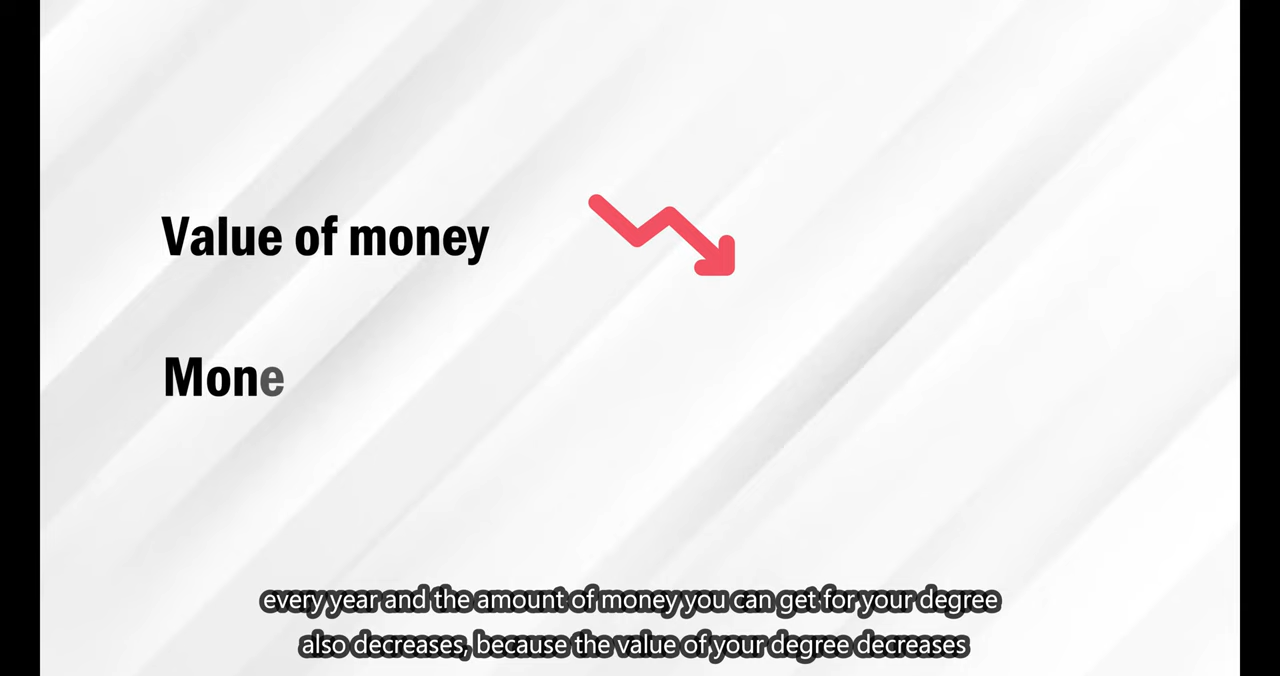 Value of money
Mone
every year and the amount of money you can get for your degree
also decreases, because the value of your degree decreases